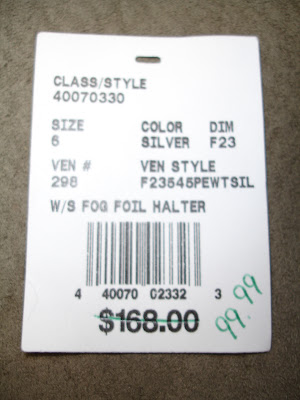 CLASS/STYLE
40070330
SIZE COLOR DIM
6 SILVER F23
VEN # VEN STYLE
298 F23545PEWTSIL
W/S FOG FOIL HALTER
4 40070 02332 3
$168.00
99.99